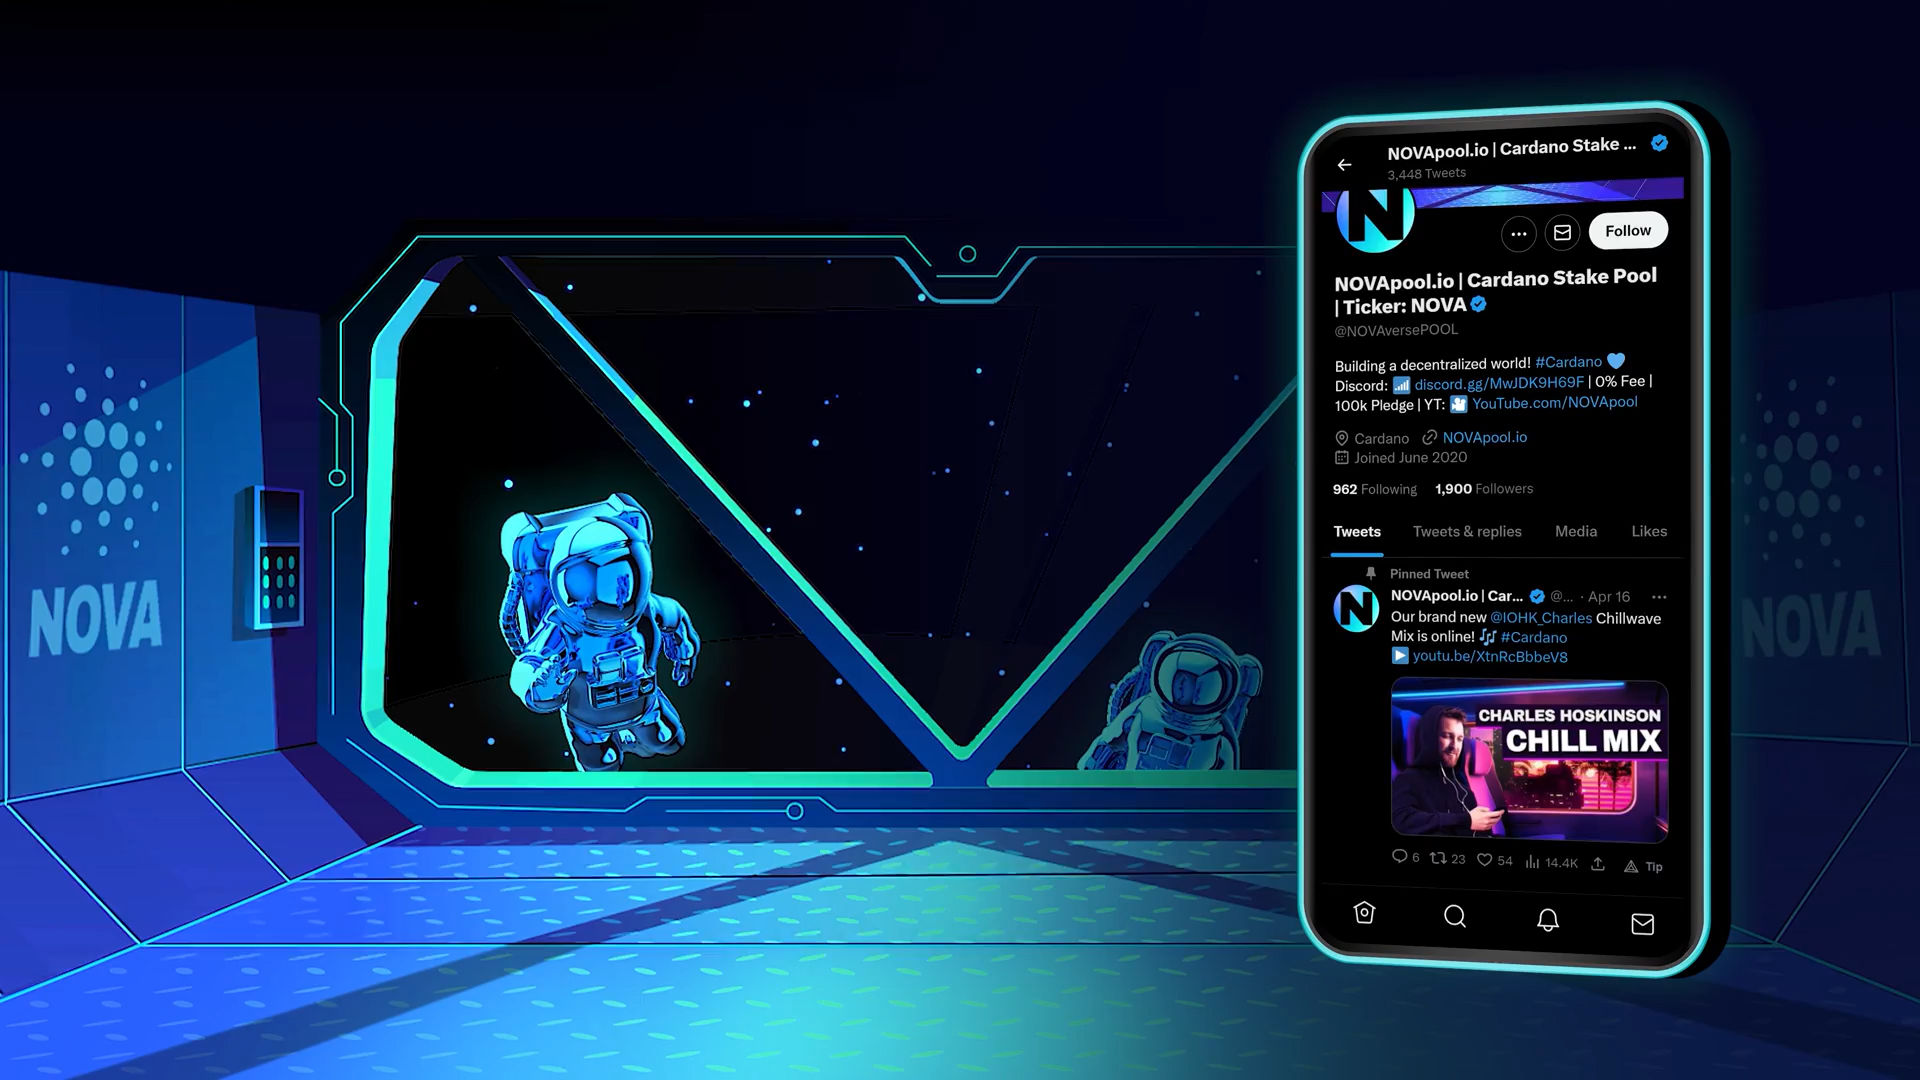 NOVA
NOVApool.io | Cardano Stake ...
3,448 Tweets
N
Follow
NOVApool.io | Cardano Stake Pool
| Ticker: NOVA
@NOVAversePOOL
Building a decentralized world! #Cardano
Discord: discord.gg/MwJDK9H69F | 0% Fee |
100k Pledge | YT: YouTube.com/NOVApool
Cardano NOVApool.io
Joined June 2020
962 Following 1,900 Followers
Tweets Tweets & replies Media Likes
Pinned Tweet
N
NOVApool.io | Car... @... · Apr 16
Our brand new @IOHK_Charles Chillwave
Mix is online! #Cardano
youtu.be/XtnRcBbbeV8
CHARLES HOSKINSON
CHILL MIX
6 23 54 14.4K Tip
NOVA